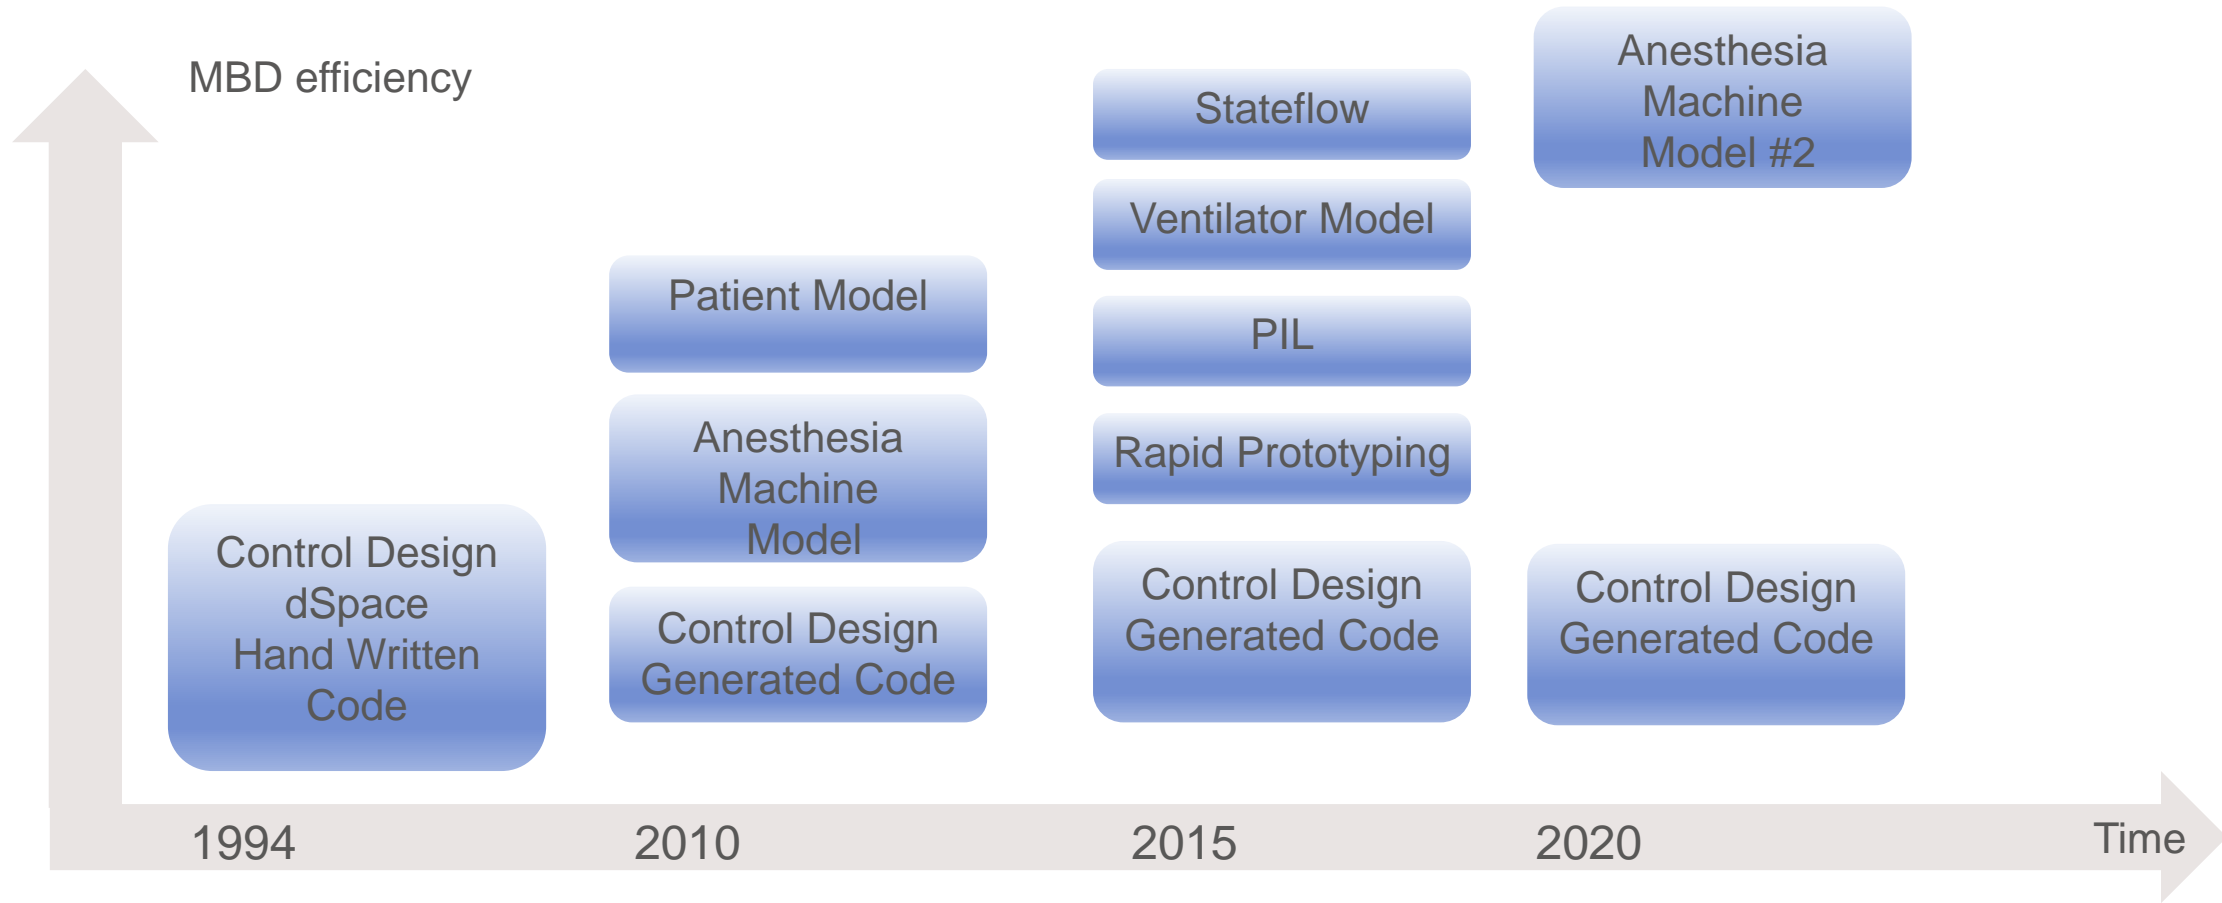 MBD efficiency
Control Design
dSpace
Hand Written
Code
Patient Model
Anesthesia
Machine
Model
Control Design
Generated Code
Stateflow
Ventilator Model
PIL
Rapid Prototyping
Control Design
Generated Code
Anesthesia
Machine
Model #2
Control Design
Generated Code
1994
2010
2015
2020
Time